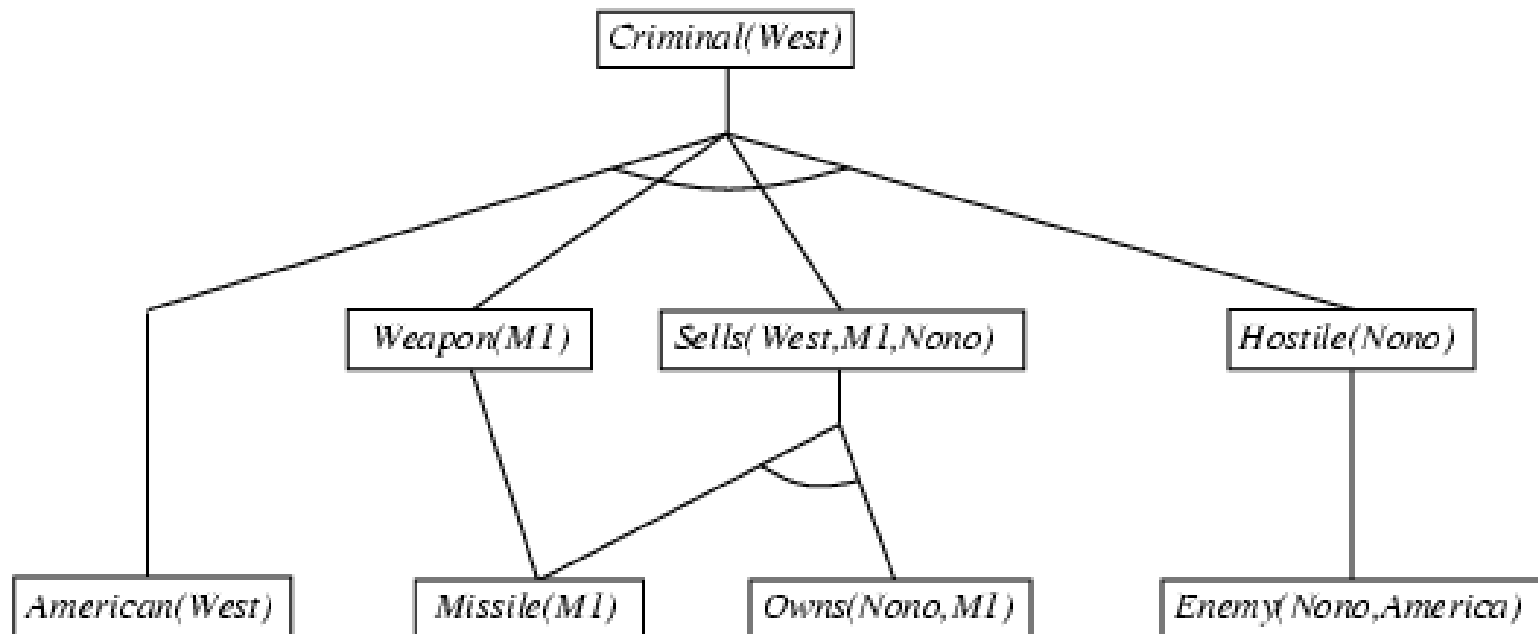 Criminal(West)
Weapon(M1)
Sells(West,M1,Nono)
Hostile(Nono)
American(West)
Missile(M1)
Owns(Nono,M1)
Enemy(Nono,America)